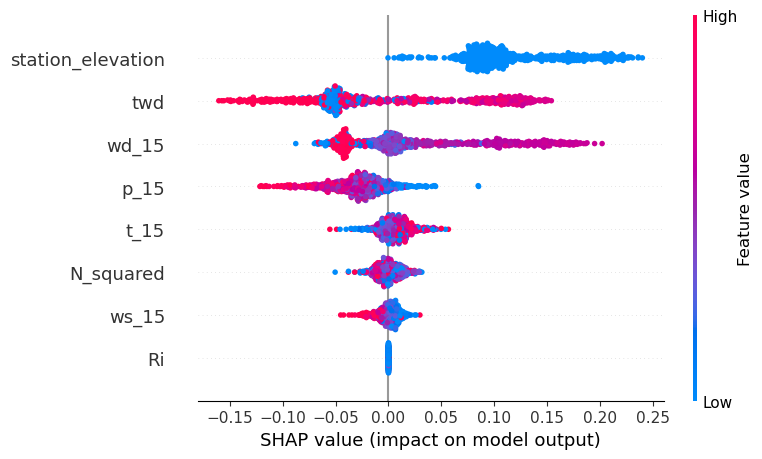 High
station_elevation
twd
wd_15
p_15
t_15
N_squared
ws_15
Ri
Feature value
Low
−0.15 −0.10 −0.05 0.00 0.05 0.10 0.15 0.20 0.25
SHAP value (impact on model output)